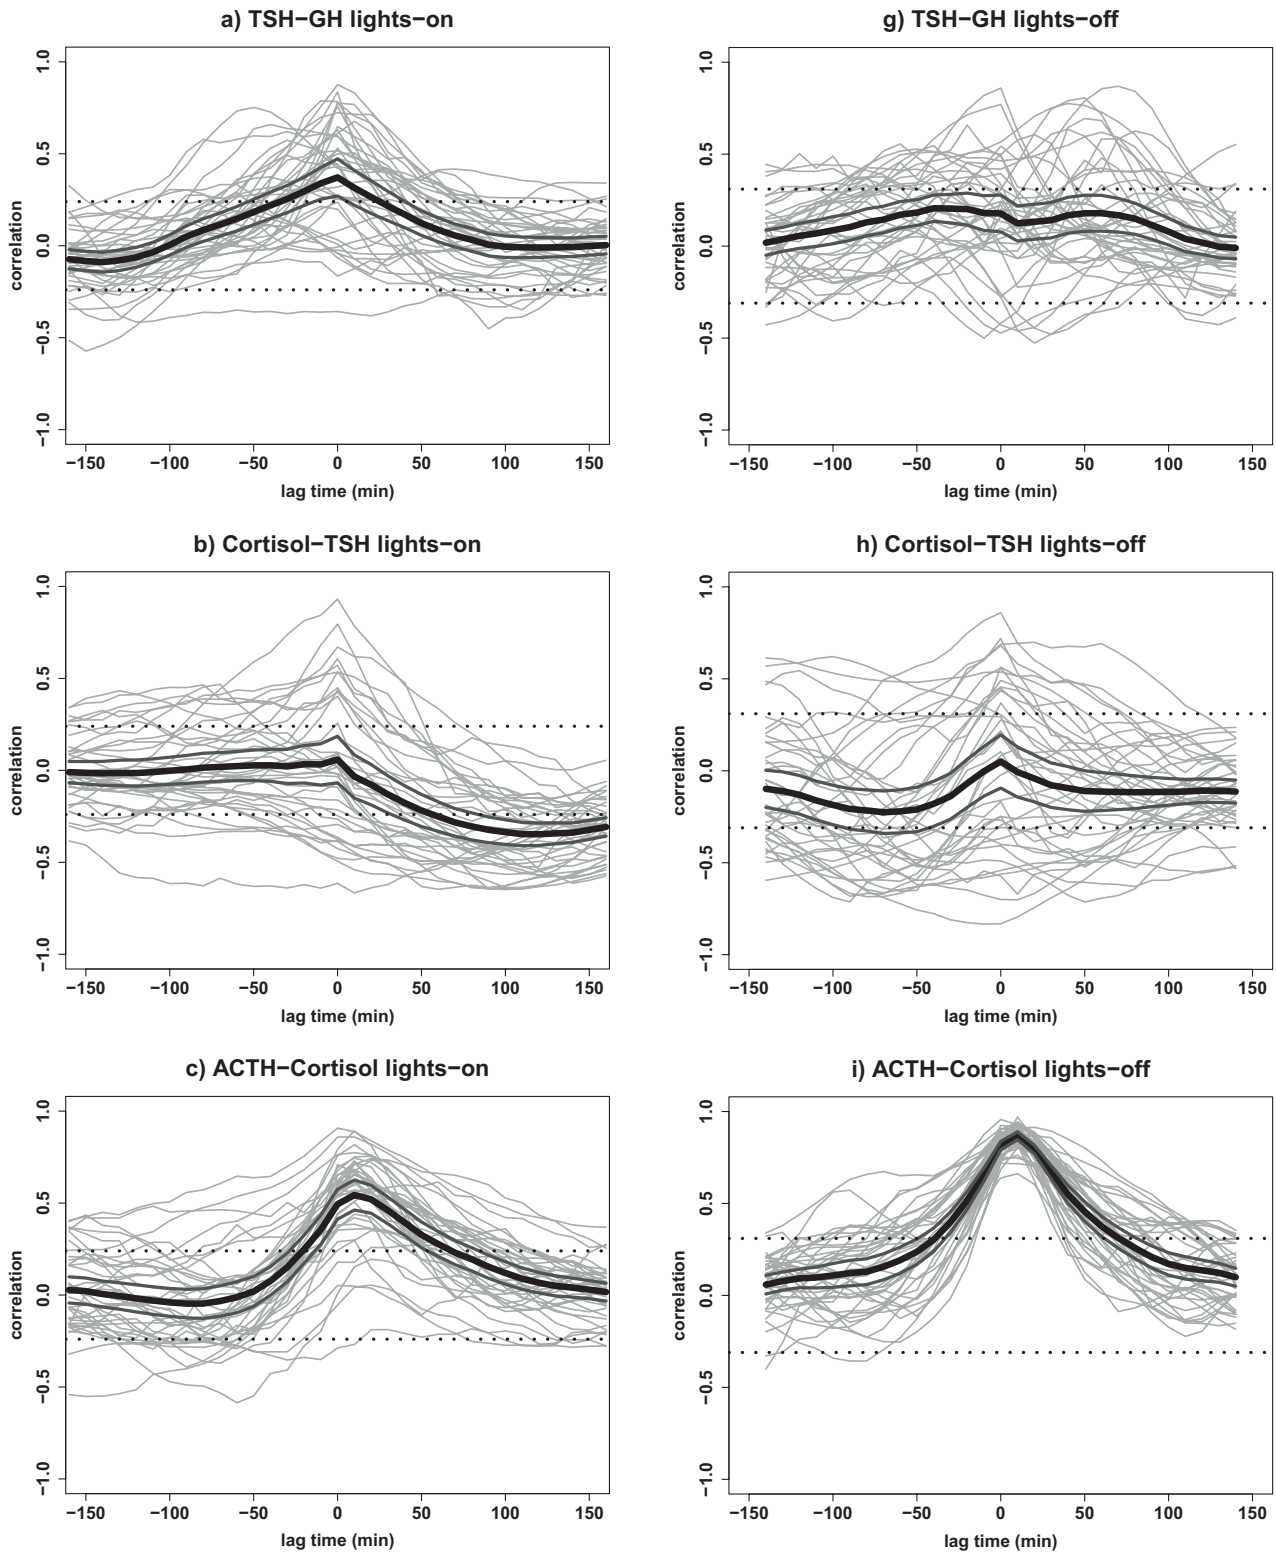 a) TSH−GH lights−on
1.0
0.5
0.0
−0.5
−1.0
correlation
−150 −100 −50 0 50 100 150
lag time (min)
g) TSH−GH lights−off
1.0
0.5
0.0
−0.5
−1.0
correlation
−150 −100 −50 0 50 100 150
lag time (min)
b) Cortisol−TSH lights−on
1.0
0.5
0.0
−0.5
−1.0
correlation
−150 −100 −50 0 50 100 150
lag time (min)
h) Cortisol−TSH lights−off
1.0
0.5
0.0
−0.5
−1.0
correlation
−150 −100 −50 0 50 100 150
lag time (min)
c) ACTH−Cortisol lights−on
1.0
0.5
0.0
−0.5
−1.0
correlation
−150 −100 −50 0 50 100 150
lag time (min)
i) ACTH−Cortisol lights−off
1.0
0.5
0.0
−0.5
−1.0
correlation
−150 −100 −50 0 50 100 150
lag time (min)